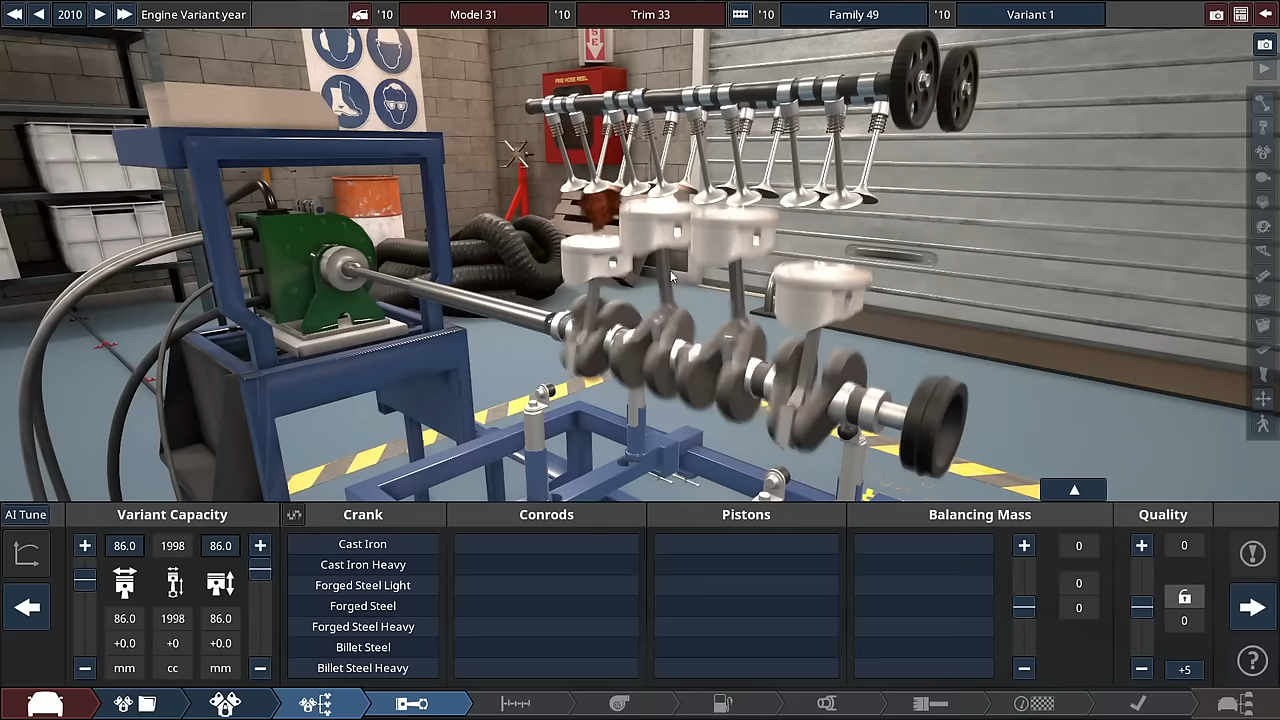 2010 Engine Variant year '10 Model 31 '10 Trim 33 '10 Family 49 '10 Variant 1
SE
FIRE HOSE REEL
AI Tune Variant Capacity Crank Conrods Pistons Balancing Mass Quality
+ 86.0 1998 86.0 + Cast Iron + 0 + 0
Cast Iron Heavy
Forged Steel Light 0
Forged Steel 0
86.0 1998 86.0 Forged Steel Heavy 0
+0.0 +0 +0.0 Billet Steel
− mm cc mm − Billet Steel Heavy − − +5
?